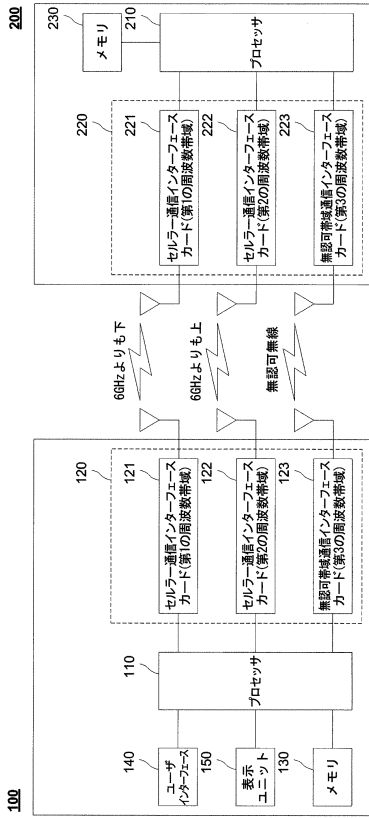 100
140
ユーザ
インターフェース
150
表示
ユニット
130
メモリ
110
プロセッサ
120
121
セルラー通信インターフェース
カード(第1の周波数帯域)
122
セルラー通信インターフェース
カード(第2の周波数帯域)
123
無認可帯域通信インターフェース
カード(第3の周波数帯域)
6GHzよりも下
6GHzよりも上
無認可無線
200
220
221
セルラー通信インターフェース
カード(第1の周波数帯域)
222
セルラー通信インターフェース
カード(第2の周波数帯域)
223
無認可帯域通信インターフェース
カード(第3の周波数帯域)
230
メモリ
210
プロセッサ